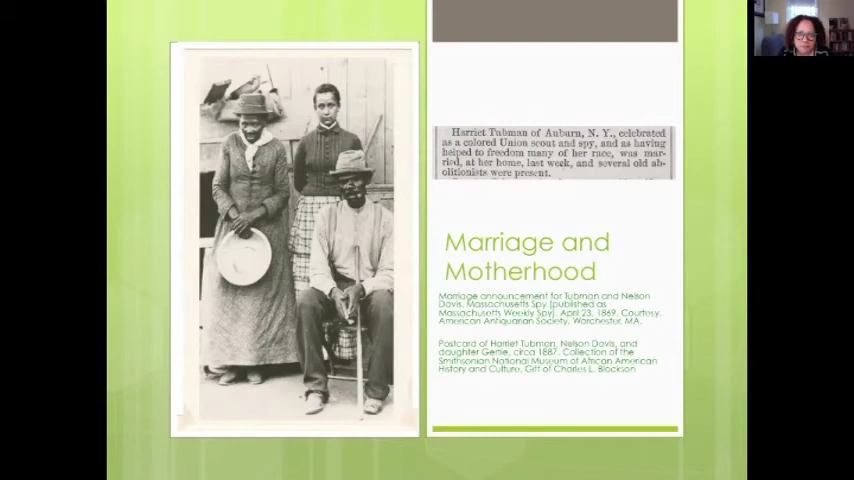 Harriet Tubman of Auburn, N. Y., celebrated
as a colored Union scout and spy, and as having
helped to freedom many of her race, was mar-
ried, at her home, last week, and several old ab-
olitionists were present.
Marriage and
Motherhood
Marriage announcement for Tubman and Nelson
Davis. Massachusetts Spy [published as
Massachusetts Weekly Spy], April 23, 1869. Courtesy,
American Antiquarian Society, Worchester, MA.
Postcard of Harriet Tubman, Nelson Davis, and
daughter Gertie, circa 1887. Collection of the
Smithsonian National Museum of African American
History and Culture, Gift of Charles L. Blockson